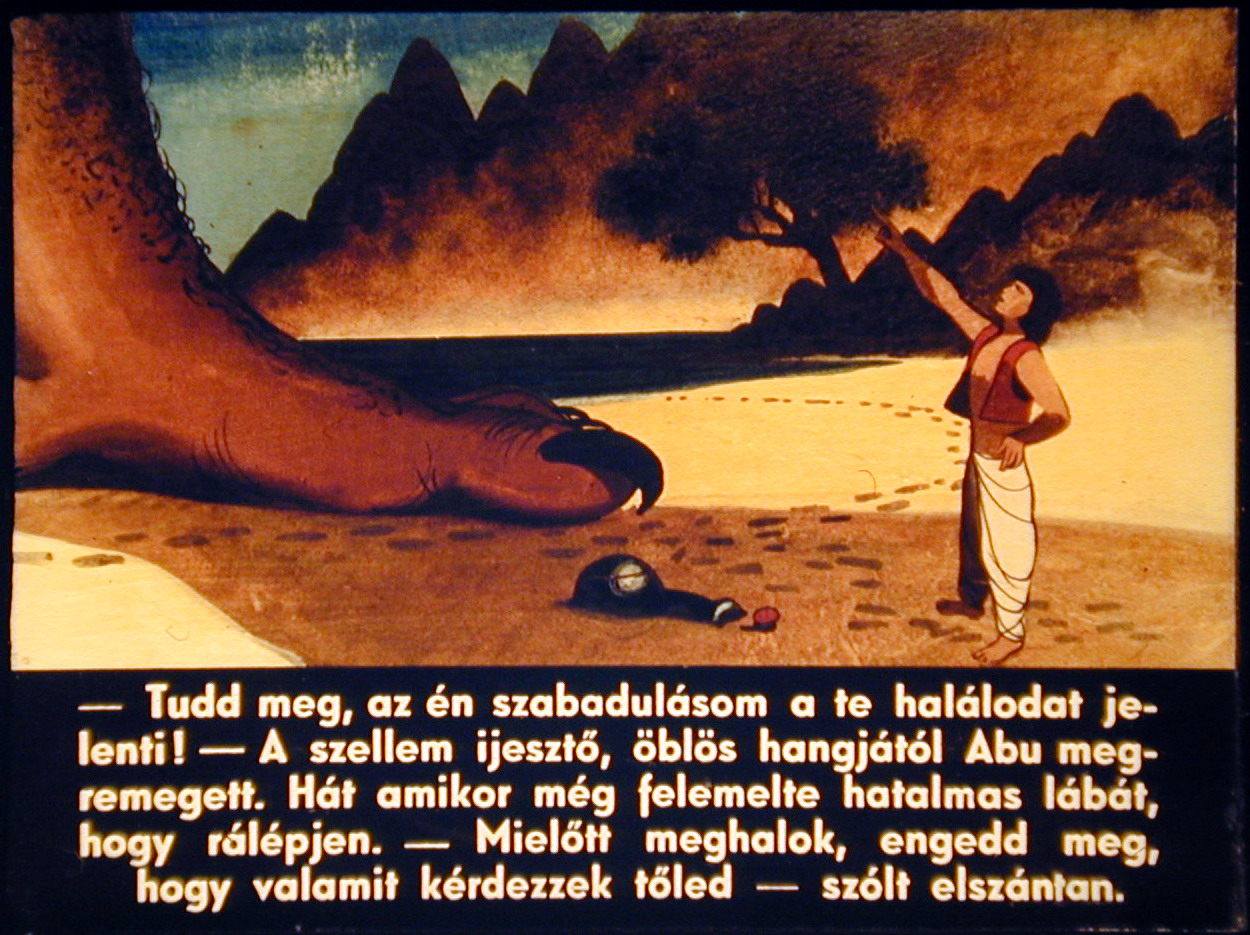 — Tudd meg, az én szabadulásom a te halálodat je-
lenti! — A szellem ijesztő, öblös hangjától Abu meg-
remegett. Hát amikor még felemelte hatalmas lábát,
hogy rálépjen. — Mielőtt meghalok, engedd meg,
hogy valamit kérdezzek tőled — szólt elszántan.